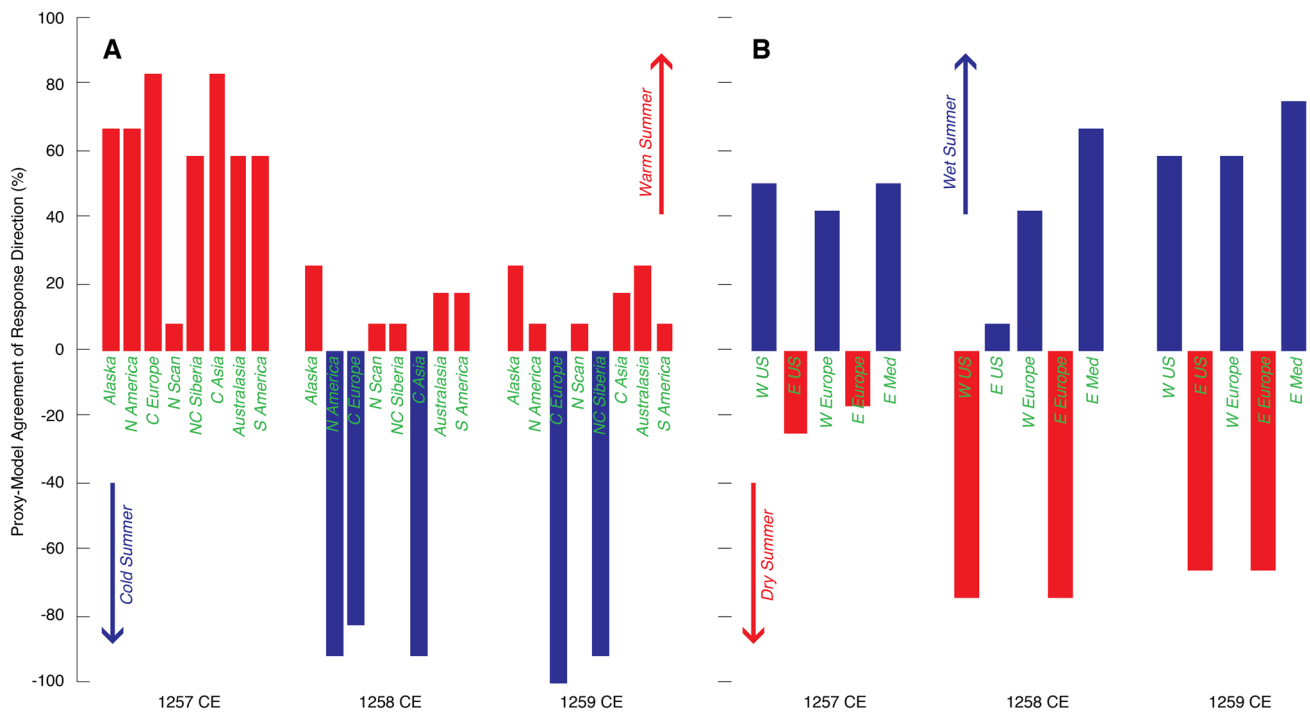 Proxy-Model Agreement of Response Direction (%)
100
80
60
40
20
0
-20
-40
-60
-80
-100
A
Warm Summer
Cold Summer
Alaska
N America
C Europe
N Scan
NC Siberia
C Asia
Australasia
S America
Alaska
N America
C Europe
N Scan
NC Siberia
C Asia
Australasia
S America
Alaska
N America
C Europe
N Scan
NC Siberia
C Asia
Australasia
S America
1257 CE
1258 CE
1259 CE
B
Wet Summer
Dry Summer
W US
E US
W Europe
E Europe
E Med
W US
E US
W Europe
E Europe
E Med
W US
E US
W Europe
E Europe
E Med
1257 CE
1258 CE
1259 CE